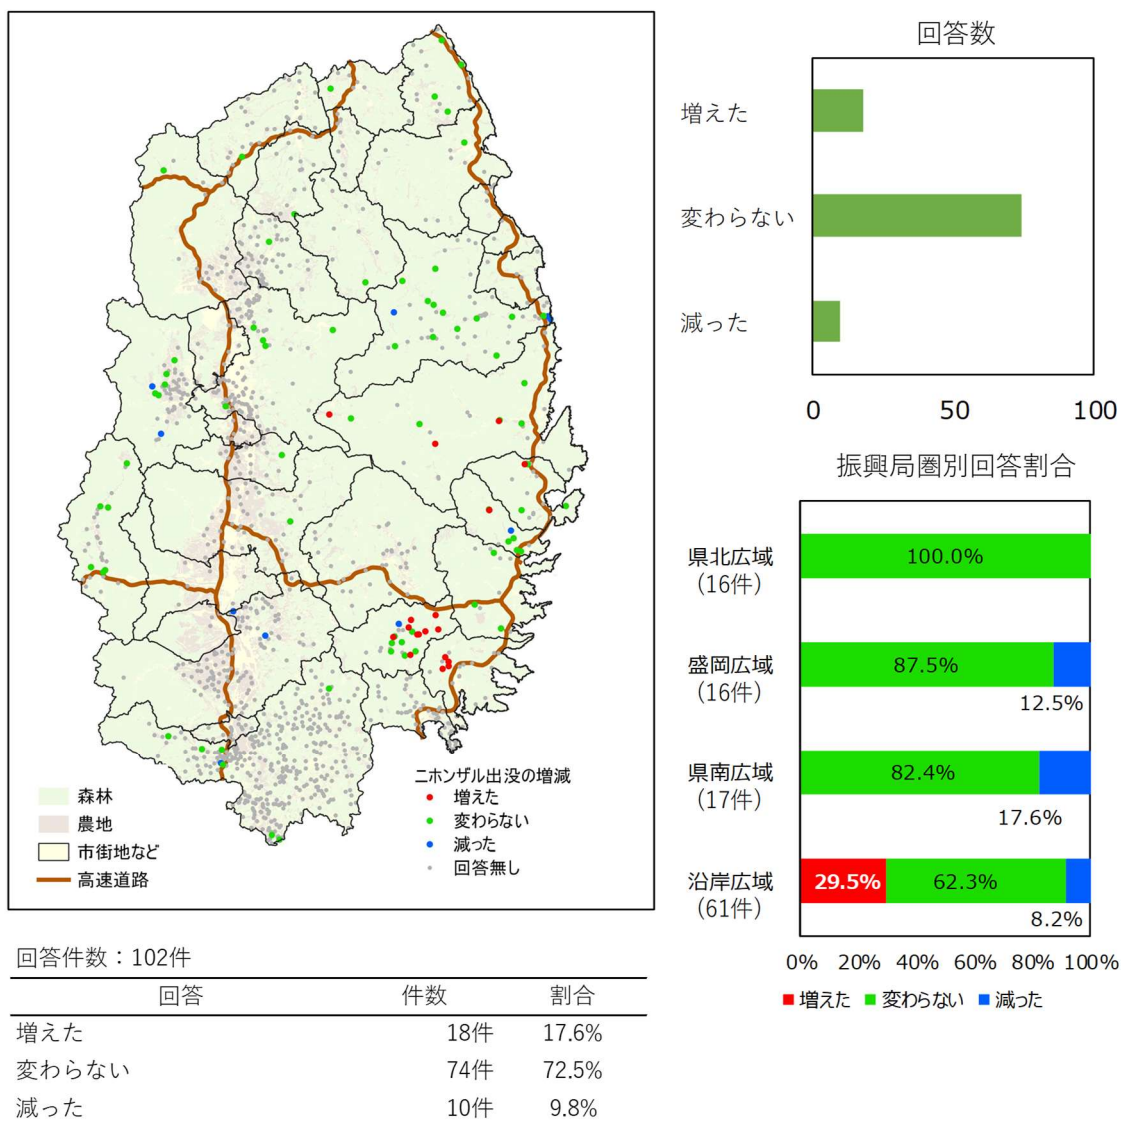 回答数
増えた
変わらない
減った
0 50 100
振興局圏別回答割合
県北広域
(16件)
100.0%
盛岡広域
(16件)
87.5%
12.5%
県南広域
(17件)
82.4%
17.6%
沿岸広域
(61件)
29.5% 62.3%
8.2%
0% 20% 40% 60% 80% 100%
増えた 変わらない 減った
森林
農地
市街地など
高速道路
ニホンザル出没の増減
増えた
変わらない
減った
回答無し
回答件数：102件
回答 件数 割合
増えた 18件 17.6%
変わらない 74件 72.5%
減った 10件 9.8%